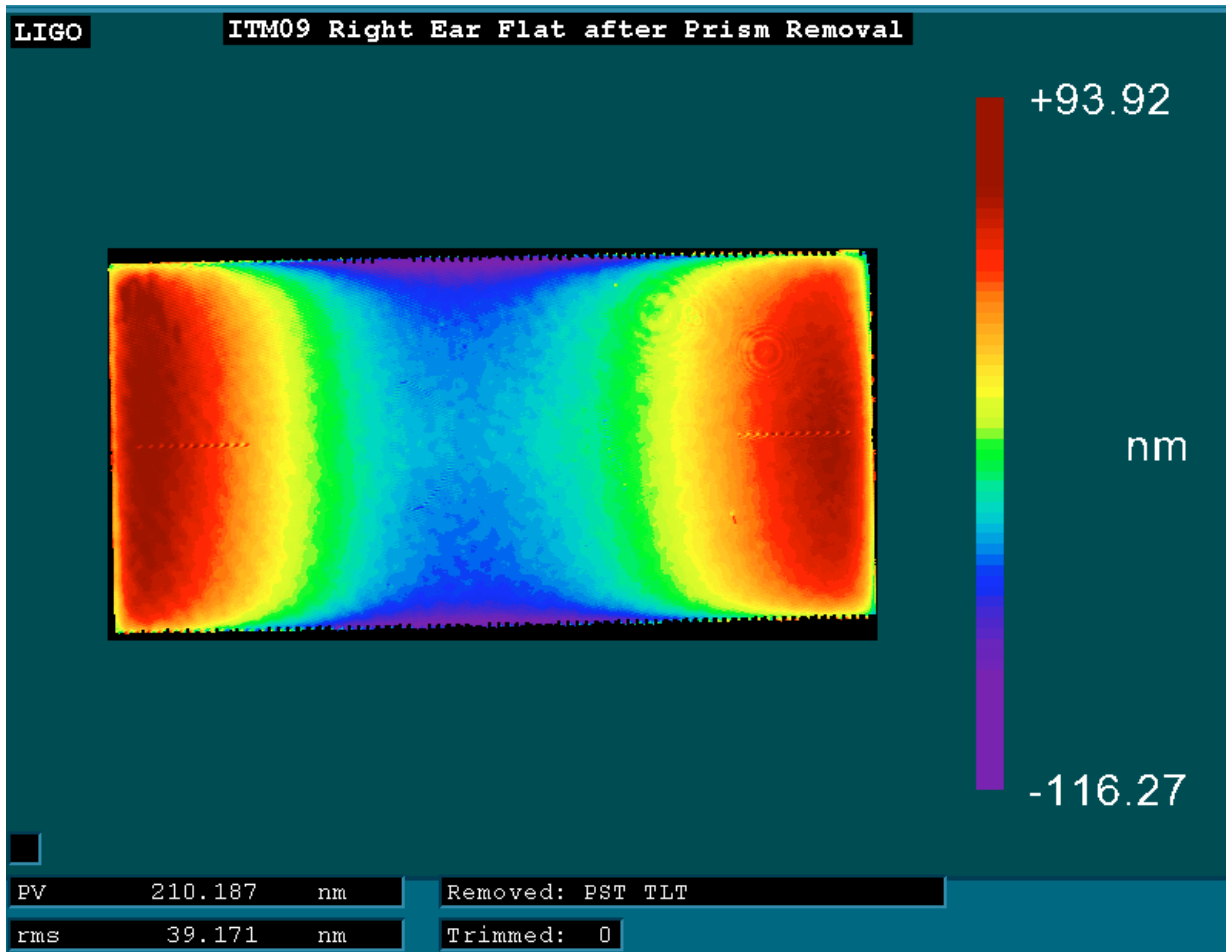 LIGO
ITM09 Right Ear Flat after Prism Removal
+93.92
nm
-116.27
PV 210.187 nm
Removed: PST TLT
rms 39.171 nm
Trimmed: 0